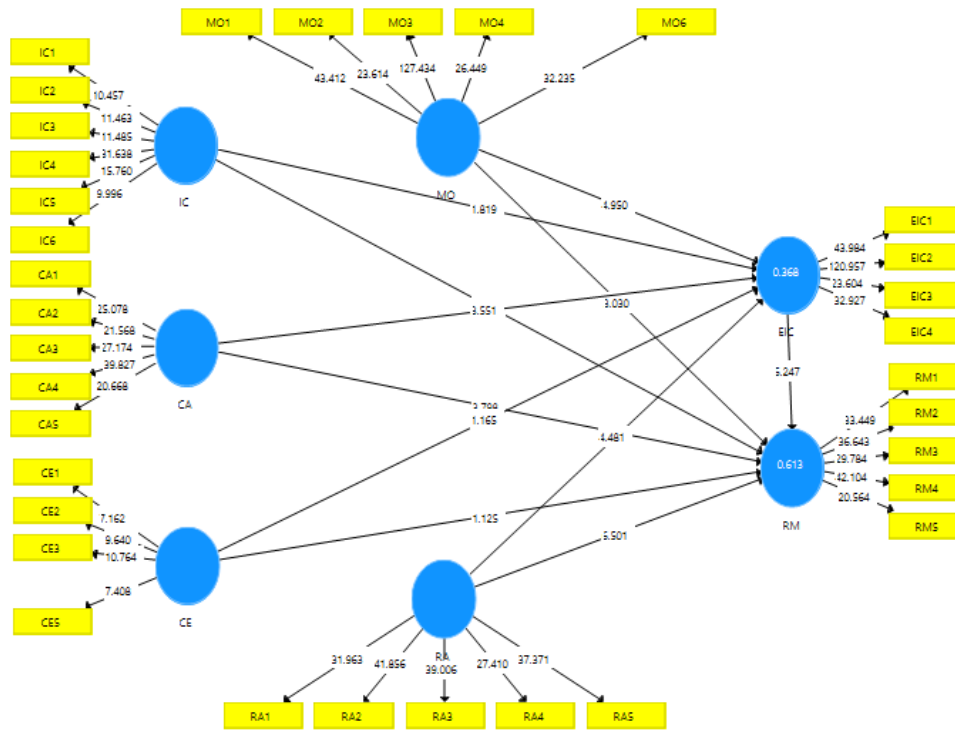 MO1
MO2
MO3
MO4
MO6
43.412
23.614
127.434
26.449
32.235
MO
IC1
IC2
IC3
IC4
IC5
IC6
10.457
11.463
11.485
31.638
15.760
9.996
IC
CA1
CA2
CA3
CA4
CA5
25.078
21.568
27.174
39.827
20.668
CA
CE1
CE2
CE3
CE5
7.162
9.640
10.764
7.408
CE
1.819
4.950
3.551
3.030
1.165
4.481
1.125
5.501
5.247
0.368
EIC
43.984
120.957
23.604
32.927
EIC1
EIC2
EIC3
EIC4
0.613
RM
33.449
36.643
29.784
42.104
20.564
RM1
RM2
RM3
RM4
RM5
RA
31.963
41.856
39.006
27.410
37.371
RA1
RA2
RA3
RA4
RA5